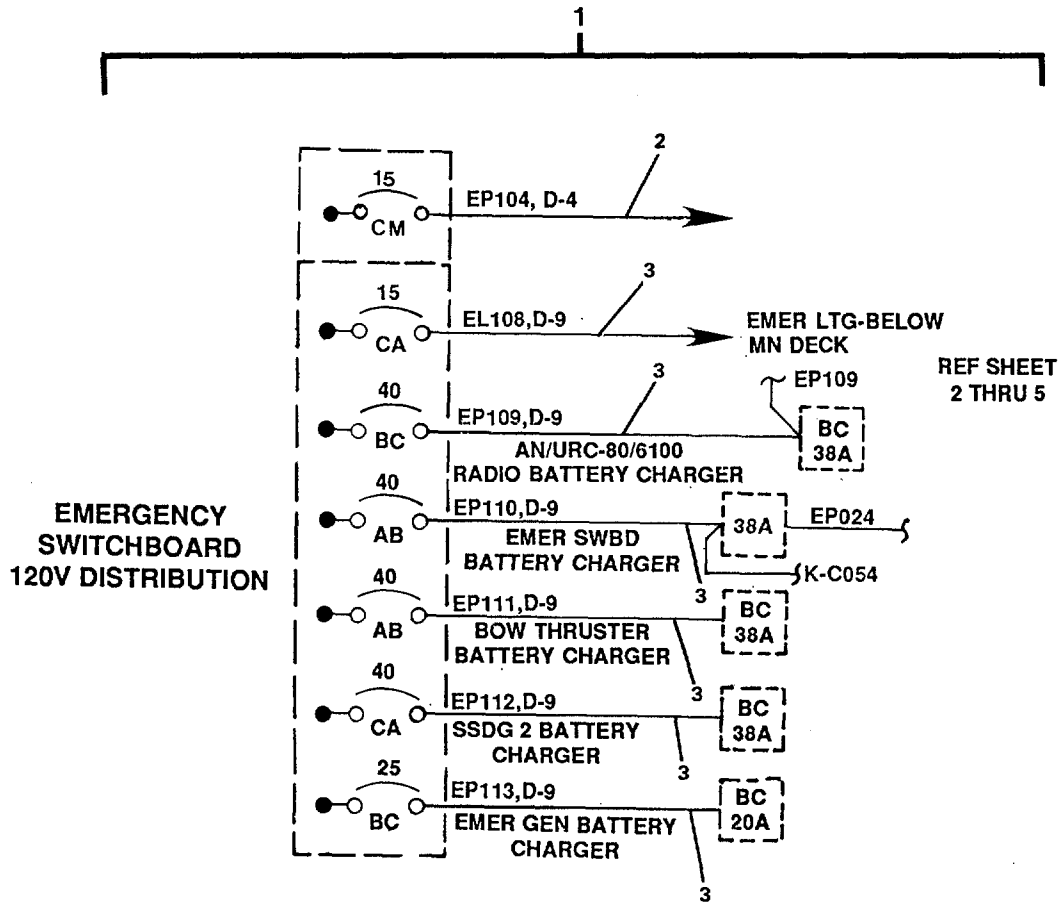 1
2
15
EP104, D-4
CM
3
15
EL108,D-9
CA
EMER LTG-BELOW
MN DECK
REF SHEET
2 THRU 5
3
EP109
40
EP109,D-9
BC
BC
38A
AN/URC-80/6100
RADIO BATTERY CHARGER
EMERGENCY
SWITCHBOARD
120V DISTRIBUTION
40
EP110,D-9
AB
38A
EP024
EMER SWBD
BATTERY CHARGER
K-C054
3
40
EP111,D-9
AB
BC
38A
BOW THRUSTER
BATTERY CHARGER
3
40
EP112,D-9
CA
BC
38A
SSDG 2 BATTERY
CHARGER
3
25
EP113,D-9
BC
BC
20A
EMER GEN BATTERY
CHARGER
3